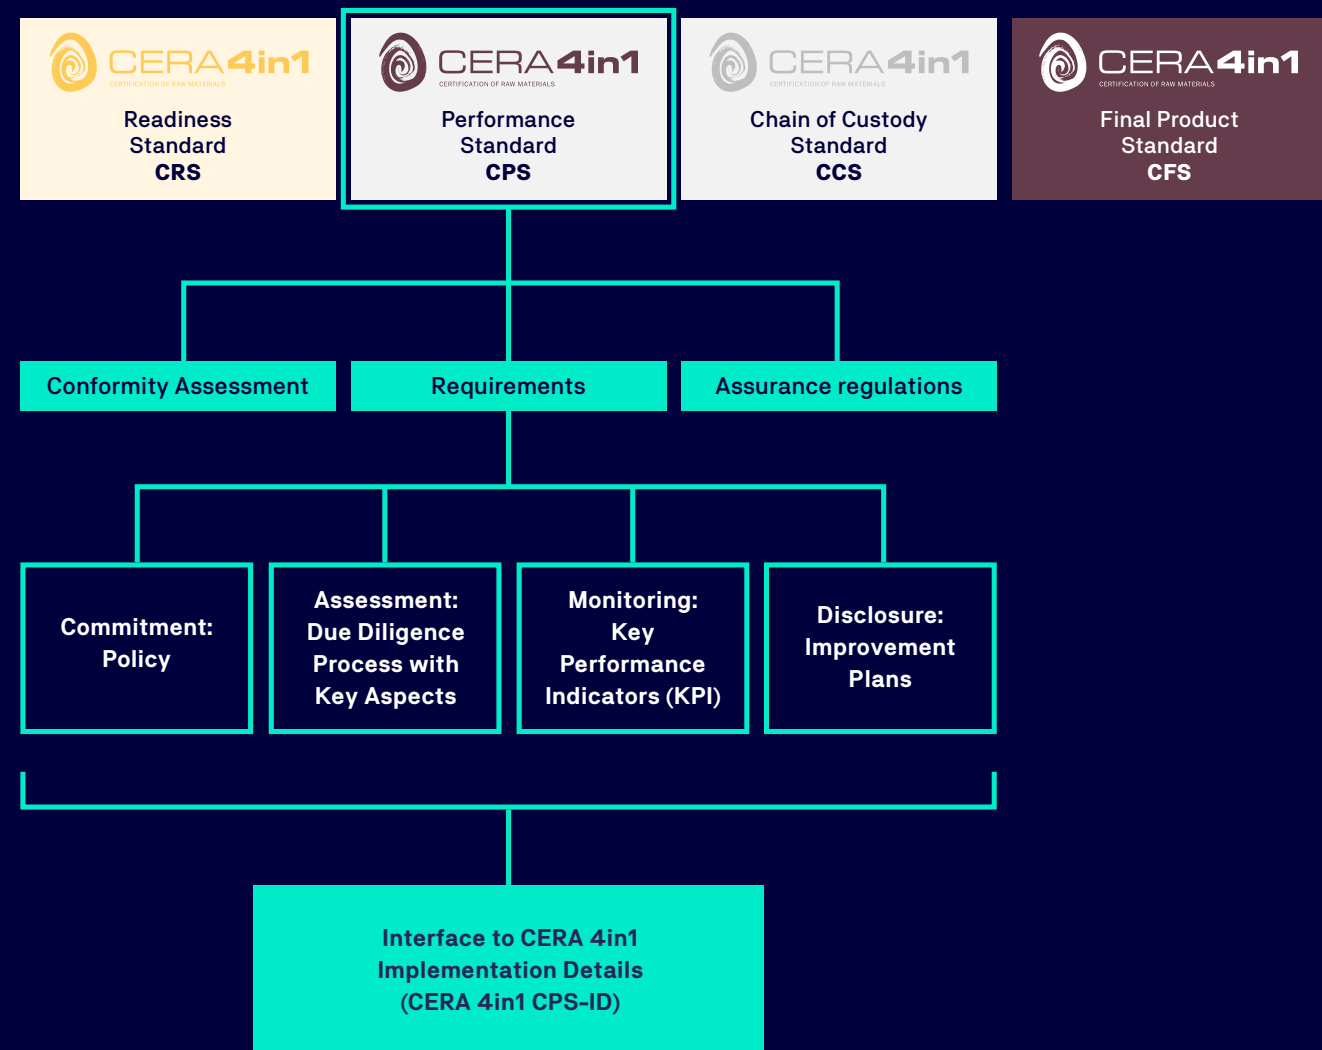 CERA4in1
CERTIFICATION OF RAW MATERIALS
Readiness
Standard
CRS
CERA4in1
CERTIFICATION OF RAW MATERIALS
Performance
Standard
CPS
CERA4in1
CERTIFICATION OF RAW MATERIALS
Chain of Custody
Standard
CCS
CERA4in1
CERTIFICATION OF RAW MATERIALS
Final Product
Standard
CFS
Conformity Assessment
Requirements
Assurance regulations
Commitment:
Policy
Assessment:
Due Diligence
Process with
Key Aspects
Monitoring:
Key
Performance
Indicators (KPI)
Disclosure:
Improvement
Plans
Interface to CERA 4in1
Implementation Details
(CERA 4in1 CPS-ID)